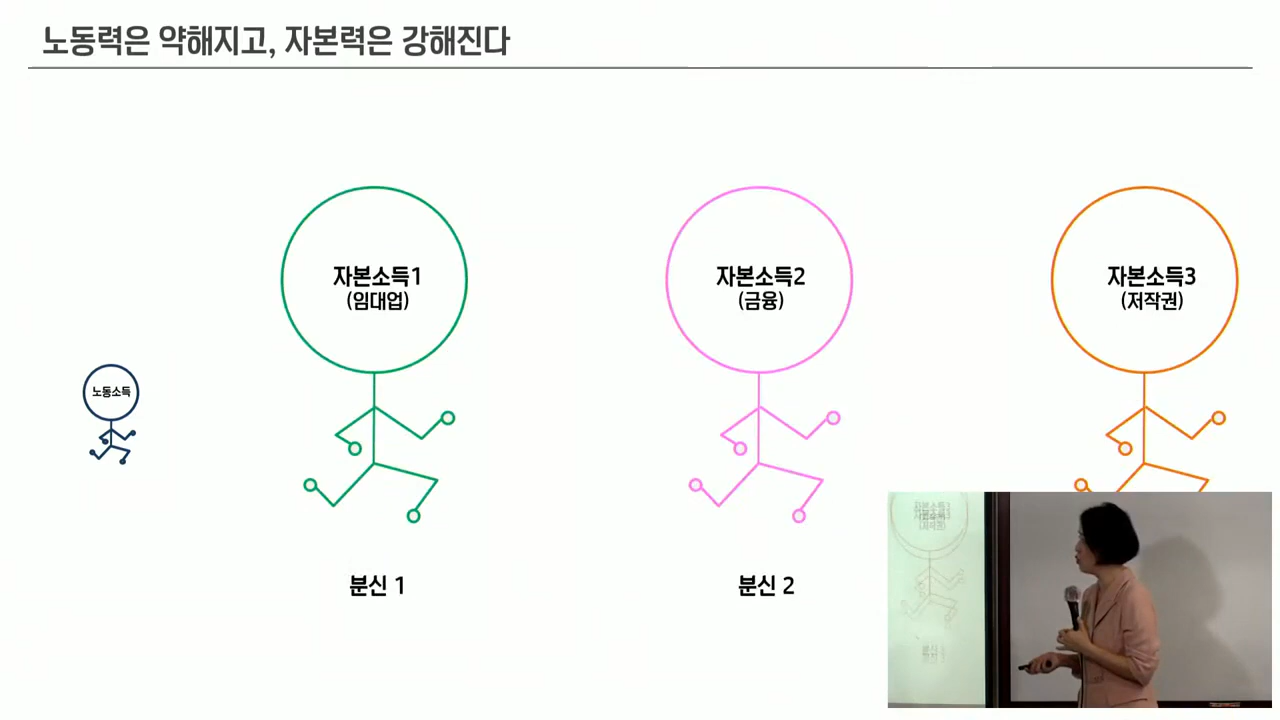 노동력은 약해지고, 자본력은 강해진다
자본소득1
(임대업)
자본소득2
(금융)
자본소득3
(저작권)
노동소득
분신 1
분신 2